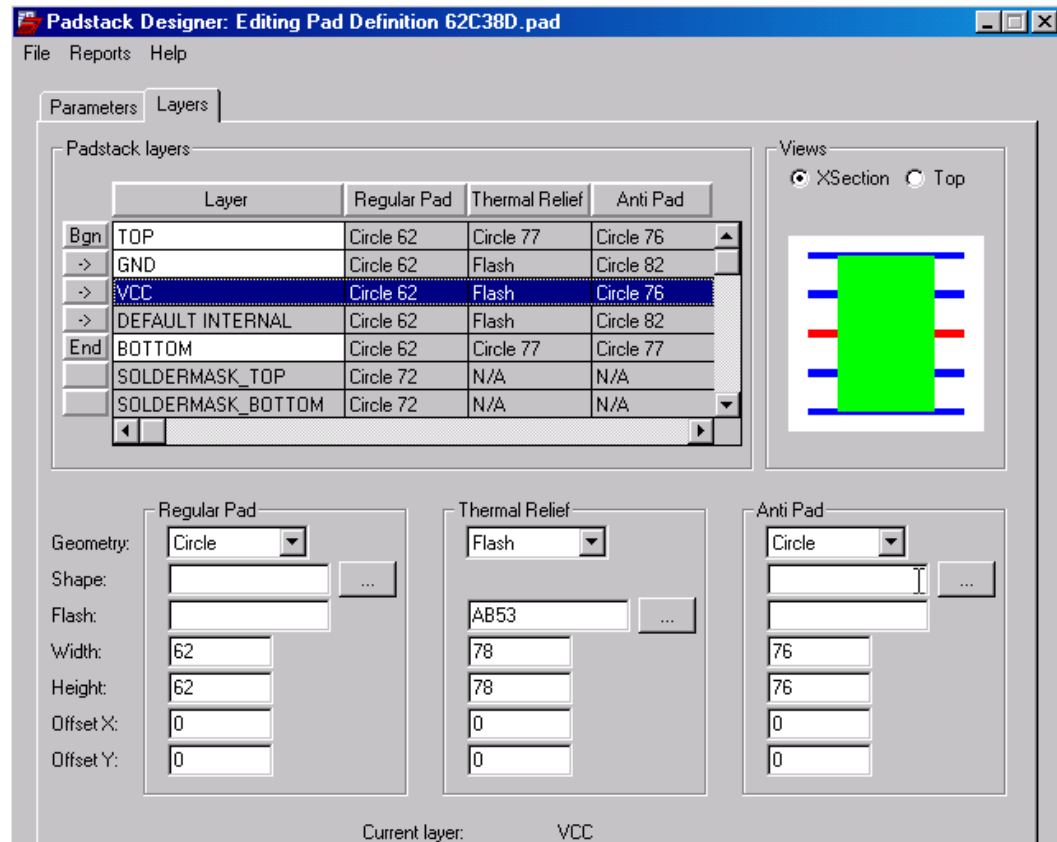 Padstack Designer: Editing Pad Definition 62C38D.pad
File Reports Help
Parameters Layers
Padstack layers
Layer Regular Pad Thermal Relief Anti Pad
Bgn TOP Circle 62 Circle 77 Circle 76
-> GND Circle 62 Flash Circle 82
-> VCC Circle 62 Flash Circle 76
-> DEFAULT INTERNAL Circle 62 Flash Circle 82
End BOTTOM Circle 62 Circle 77 Circle 77
SOLDERMASK_TOP Circle 72 N/A N/A
SOLDERMASK_BOTTOM Circle 72 N/A N/A
Views
XSection Top
Regular Pad Thermal Relief Anti Pad
Geometry: Circle Flash Circle
Shape: ... ...
Flash: AB53 ...
Width: 62 78 76
Height: 62 78 76
Offset X: 0 0 0
Offset Y: 0 0 0
Current layer: VCC